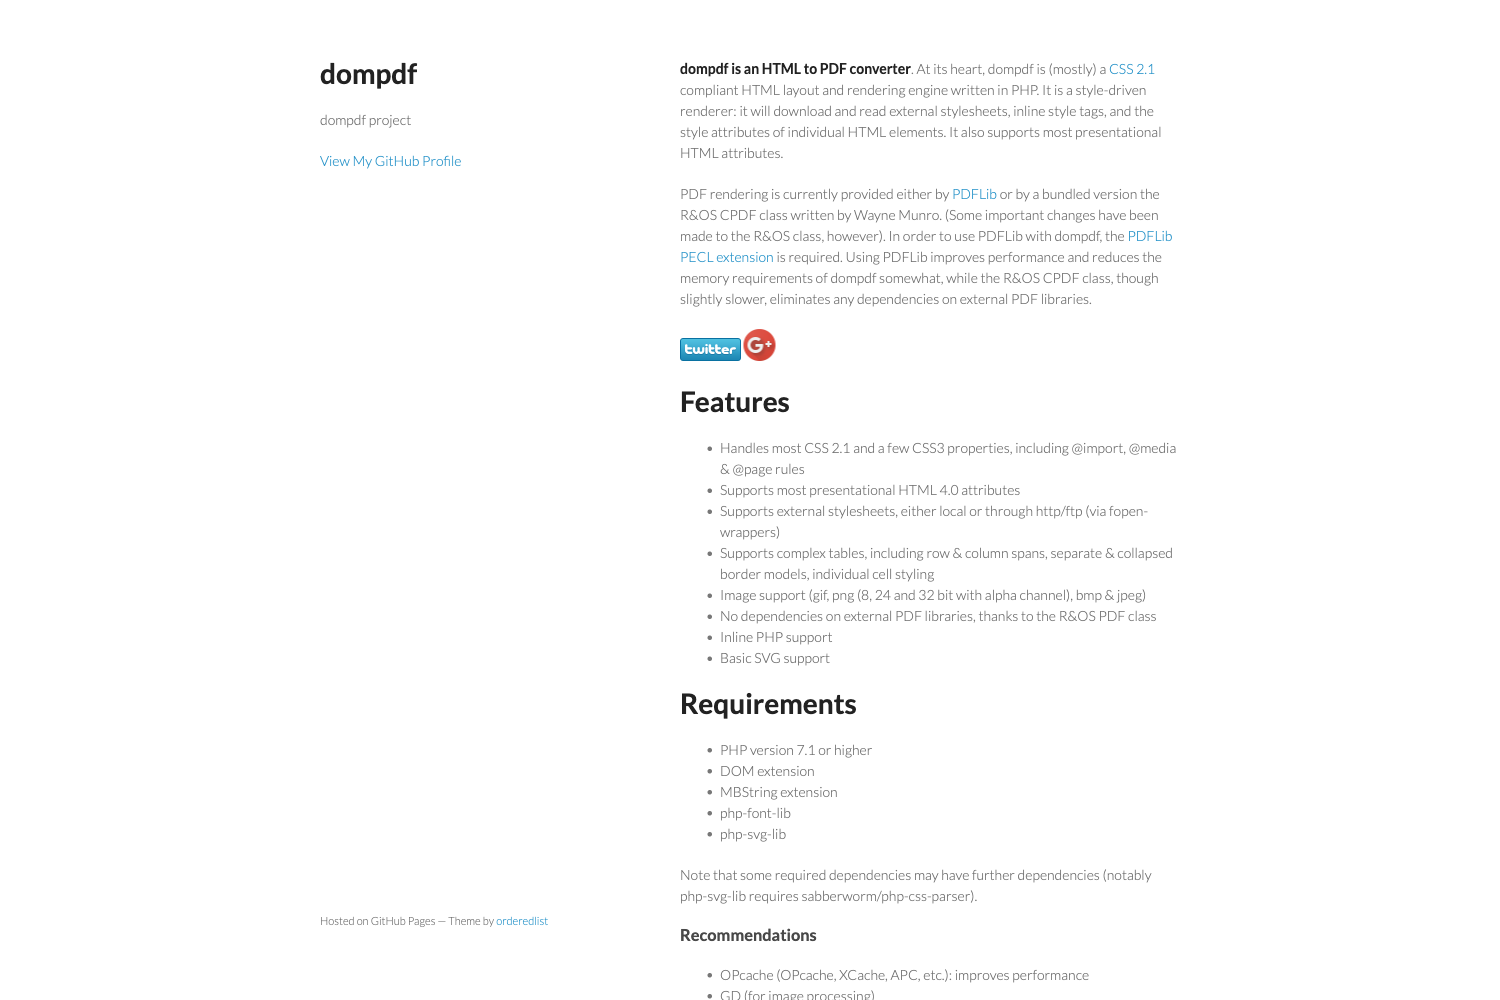 dompdf
dompdf project
View My GitHub Profile
dompdf is an HTML to PDF converter. At its heart, dompdf is (mostly) a CSS 2.1
compliant HTML layout and rendering engine written in PHP. It is a style-driven
renderer: it will download and read external stylesheets, inline style tags, and the
style attributes of individual HTML elements. It also supports most presentational
HTML attributes.
PDF rendering is currently provided either by PDFLib or by a bundled version the
R&OS CPDF class written by Wayne Munro. (Some important changes have been
made to the R&OS class, however). In order to use PDFLib with dompdf, the PDFLib
PECL extension is required. Using PDFLib improves performance and reduces the
memory requirements of dompdf somewhat, while the R&OS CPDF class, though
slightly slower, eliminates any dependencies on external PDF libraries.
twitter G+
Features
• Handles most CSS 2.1 and a few CSS3 properties, including @import, @media
& @page rules
• Supports most presentational HTML 4.0 attributes
• Supports external stylesheets, either local or through http/ftp (via fopen-
wrappers)
• Supports complex tables, including row & column spans, separate & collapsed
border models, individual cell styling
• Image support (gif, png (8, 24 and 32 bit with alpha channel), bmp & jpeg)
• No dependencies on external PDF libraries, thanks to the R&OS PDF class
• Inline PHP support
• Basic SVG support
Requirements
• PHP version 7.1 or higher
• DOM extension
• MBString extension
• php-font-lib
• php-svg-lib
Note that some required dependencies may have further dependencies (notably
php-svg-lib requires sabberworm/php-css-parser).
Recommendations
• OPcache (OPcache, XCache, APC, etc.): improves performance
• GD (for image processing)
Hosted on GitHub Pages — Theme by orderedlist